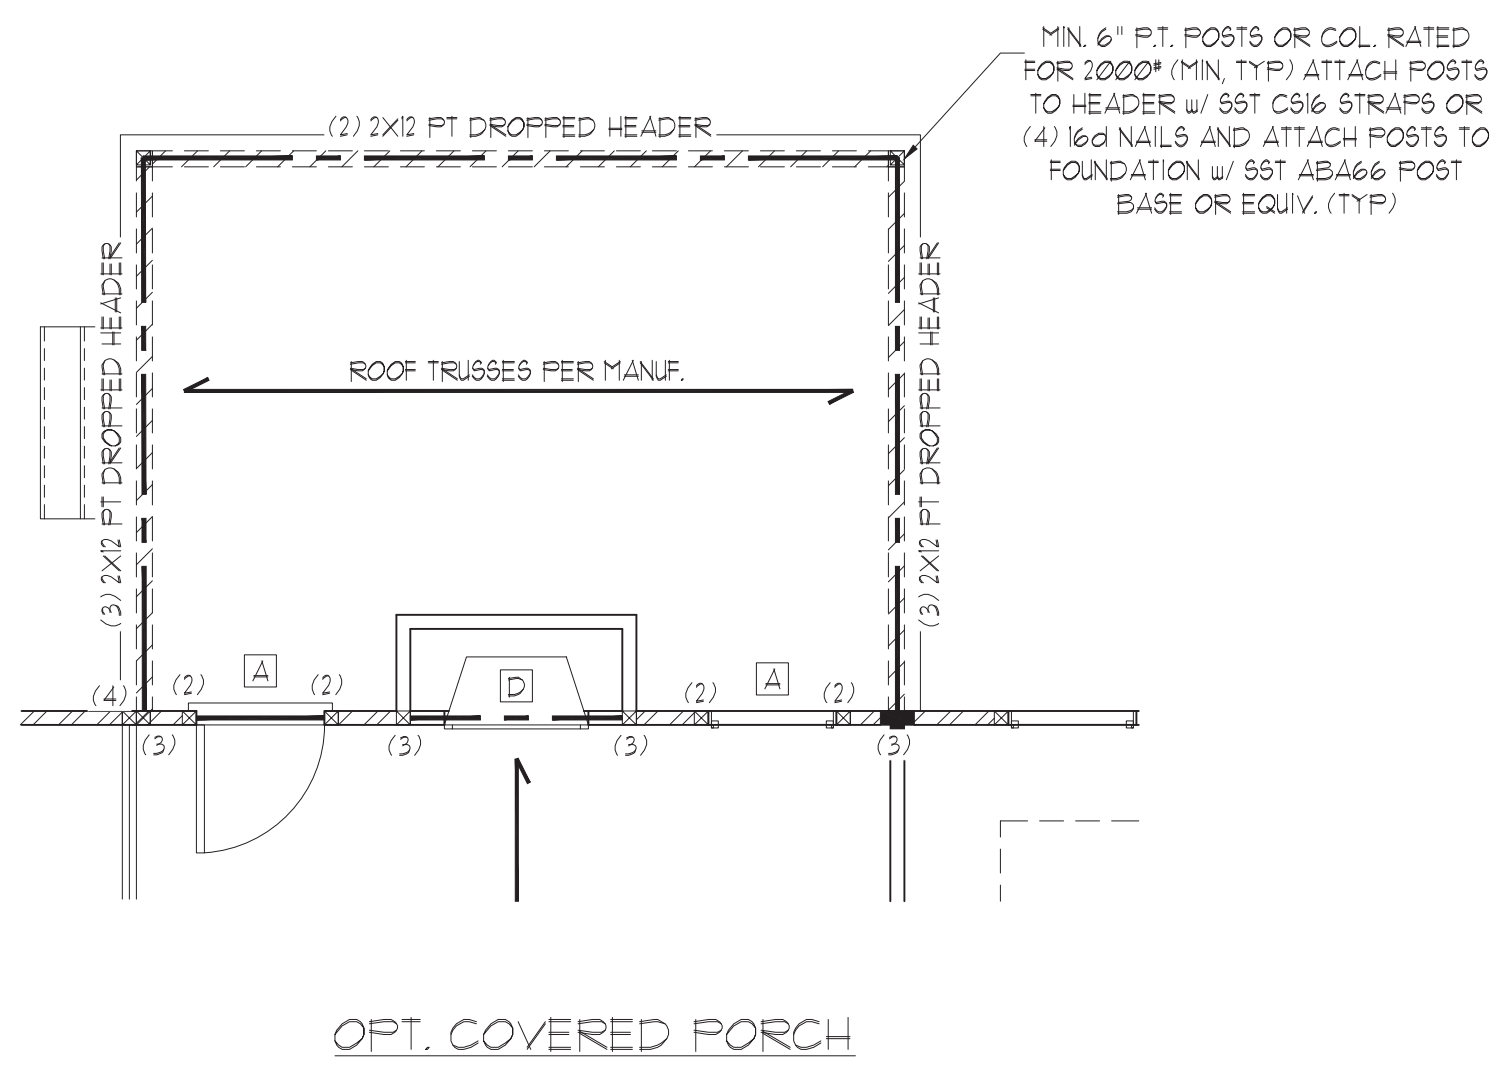 MIN. 6" P.T. POSTS OR COL. RATED
FOR 2000# (MIN, TYP) ATTACH POSTS
TO HEADER w/ SST CS16 STRAPS OR
(4) 16d NAILS AND ATTACH POSTS TO
FOUNDATION w/ SST ABA66 POST
BASE OR EQUIV. (TYP)
(2) 2X12 PT DROPPED HEADER
(3) 2X12 PT DROPPED HEADER
(3) 2X12 PT DROPPED HEADER
ROOF TRUSSES PER MANUF.
A
D
A
(4)
(2)
(2)
(2)
(2)
(3)
(3)
(3)
(3)
OPT. COVERED PORCH